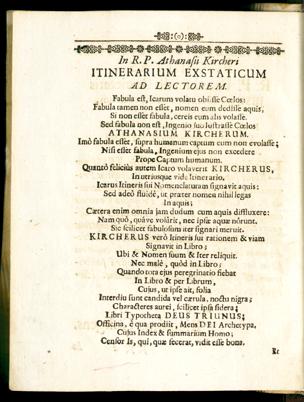 :(o):
In R. P. Athanasii Kircheri
ITINERARIUM EXSTATICUM
AD LECTOREM.
Fabula est, Icarum volatu obiisse Cœlos:
Fabula tamen non esset, nomen eum dedisse aquis,
Si non esset fabula, cereis eum alis volasse.
Sed fabula non est, Ingenio suo lustrasse Cœlos
ATHANASIUM KIRCHERUM.
Imò fabula esset, supra humanum captum eum non evolasse;
Nisi esset fabula, Ingenium ejus non excedere
Prope Captum humanum.
Quantò felicius autem Icaro volaverit KIRCHERUS,
In utriusque vide Itinerario.
Icarus Itineris sui Nomenclaturam signavit aquis:
Sed adeò fluidè, ut præter nomen nihil legas
In aquis;
Cætera enim omnia jam dudum cum aquis diffluxere:
Nam quò, quáve volârit, nec ipsæ aquæ nôrunt.
Sic scilicet fabulosum iter signari meruit.
KIRCHERUS verò Itineris sui rationem & viam
Signavit in Libro;
Ubi & Nomen suum & Iter reliquit.
Nec malè, quòd in Libro;
Quando tota ejus peregrinatio fiebat
In Libro & per Librum,
Cujus, ut ipse ait, folia
Interdiu sunt candida vel cærula, noctu nigra;
Characteres aurei, scilicet ipsa sidera;
Libri Typotheta DEUS TRIUNUS;
Officina, è qua prodiit, Mens DEI Archetypa,
Cujus Index & summarium Homo;
Censor Is, qui, quæ fecerat, vidit esse bona.
Et